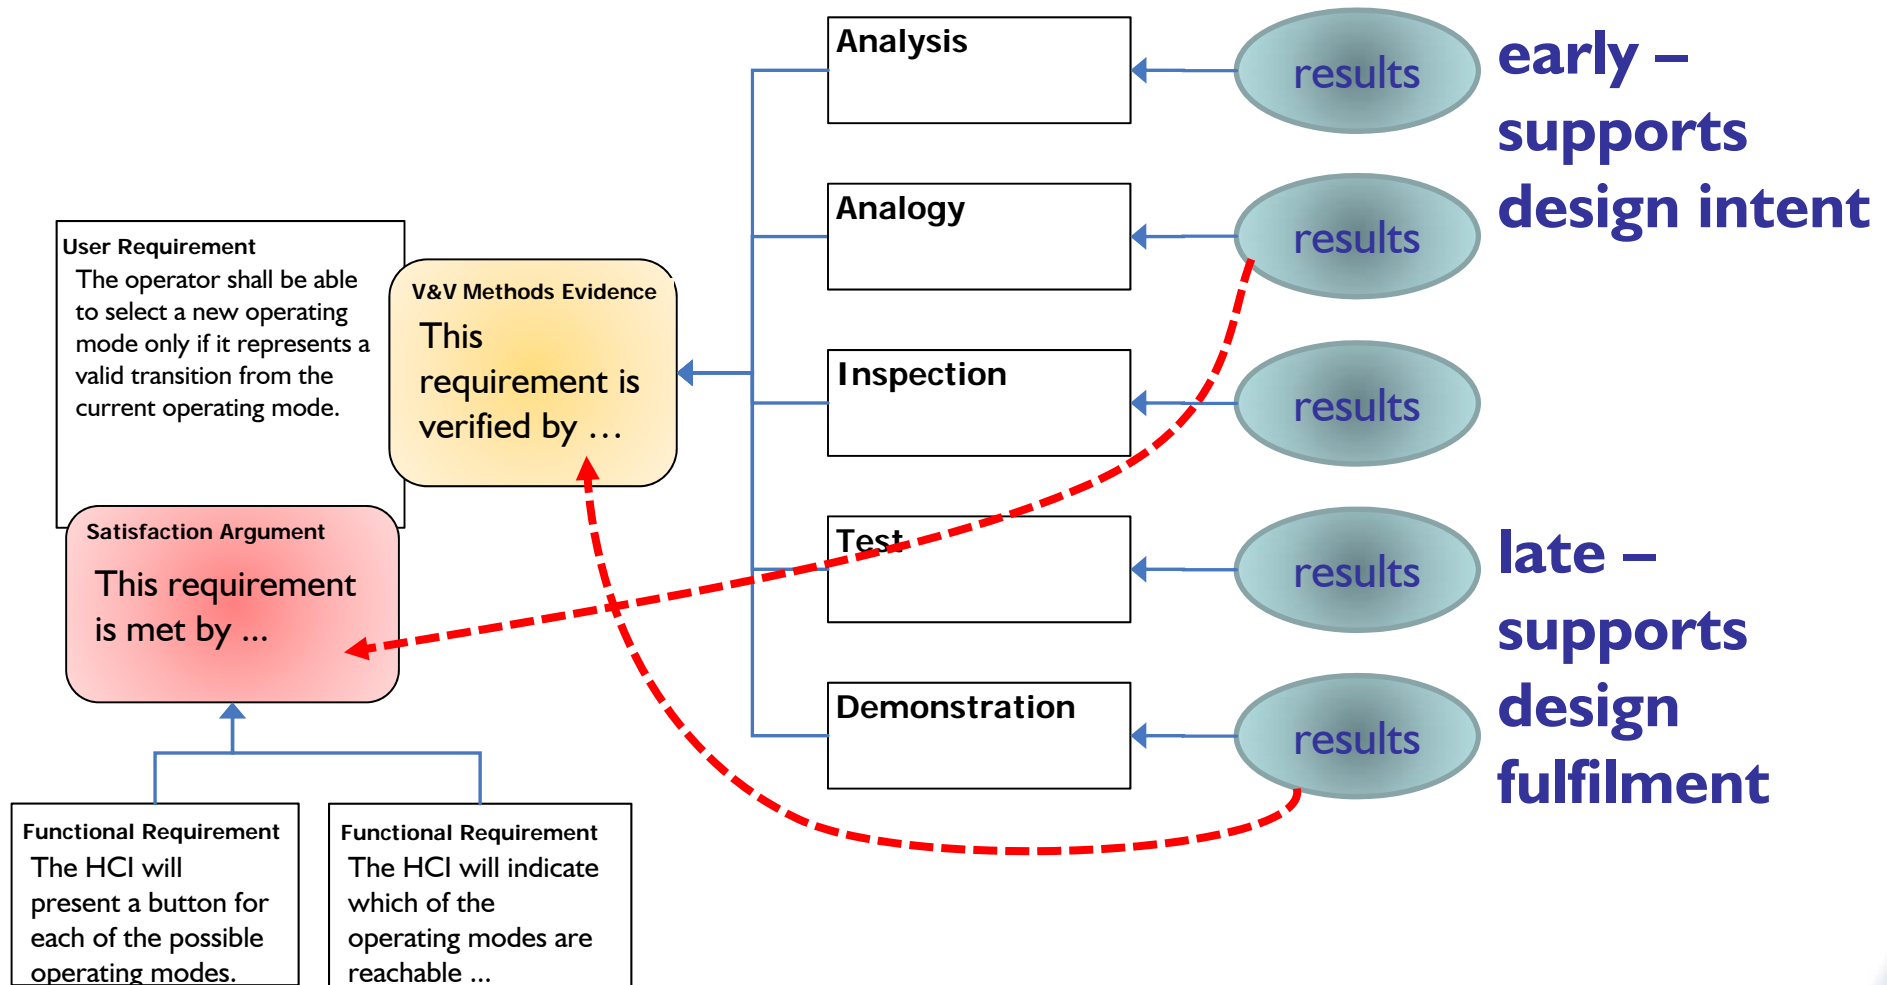 Analysis
results
early –
supports
design intent
Analogy
results
User Requirement
The operator shall be able
to select a new operating
mode only if it represents a
valid transition from the
current operating mode.
V&V Methods Evidence
This
requirement is
verified by …
Inspection
results
Satisfaction Argument
This requirement
is met by ...
Test
results
late –
supports
design
fulfilment
Demonstration
results
Functional Requirement
The HCI will
present a button for
each of the possible
operating modes.
Functional Requirement
The HCI will indicate
which of the
operating modes are
reachable ...